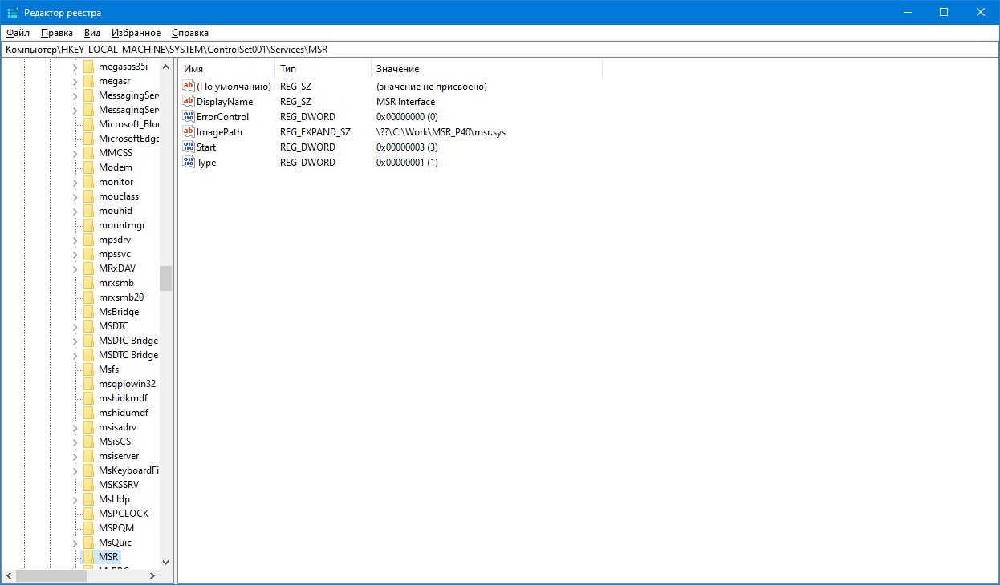 Редактор реестра
Файл Правка Вид Избранное Справка
Компьютер\HKEY_LOCAL_MACHINE\SYSTEM\ControlSet001\Services\MSR
megasas35i
megasr
MessagingSer
MessagingSer
Microsoft_Blu
MicrosoftEdge
MMCSS
Modem
monitor
mouclass
mouhid
mountmgr
mpsdrv
mpssvc
MRxDAV
mrxsmb
mrxsmb20
MsBridge
MSDTC
MSDTC Bridge
MSDTC Bridge
Msfs
msgpiowin32
mshidkmdf
mshidumdf
msisadrv
MSiSCSI
msiserver
MsKeyboardFi
MSKSSRV
MsLldp
MSPCLOCK
MSPQM
MsQuic
MSR
Имя Тип Значение
(По умолчанию) REG_SZ (значение не присвоено)
DisplayName REG_SZ MSR Interface
ErrorControl REG_DWORD 0x00000000 (0)
ImagePath REG_EXPAND_SZ \??\C:\Work\MSR_P40\msr.sys
Start REG_DWORD 0x00000003 (3)
Type REG_DWORD 0x00000001 (1)